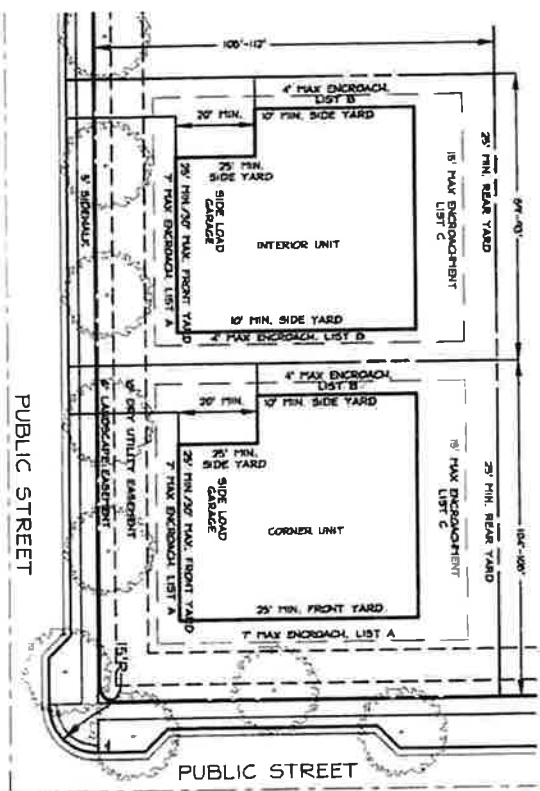 105'-112'
4' MAX ENCROACH,
LIST B
10' MIN. SIDE YARD
20' MIN.
25' MIN.
SIDE YARD
SIDE LOAD
GARAGE
25' MIN./30' MAX. FRONT YARD
7' MAX ENCROACH, LIST A
INTERIOR UNIT
15' MAX ENCROACHMENT
LIST C
25' MIN. REAR YARD
10' MIN. SIDE YARD
4' MAX ENCROACH, LIST B
5' SIDEWALK
4' MAX ENCROACH,
LIST B
10' MIN. SIDE YARD
20' MIN.
25' MIN.
SIDE YARD
SIDE LOAD
GARAGE
25' MIN./30' MAX. FRONT YARD
7' MAX ENCROACH, LIST A
10' DRY UTILITY EASEMENT
LANDSCAPE EASEMENT
CORNER UNIT
15' MAX ENCROACHMENT
LIST C
25' MIN. REAR YARD
25' MIN. FRONT YARD
7' MAX ENCROACH, LIST A
15' R
PUBLIC STREET
PUBLIC STREET